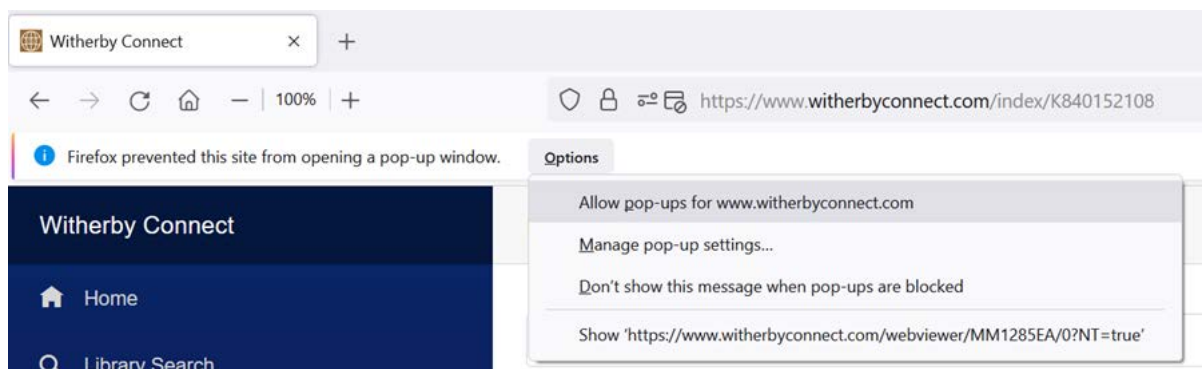 Witherby Connect
100%
https://www.witherbyconnect.com/index/K840152108
Firefox prevented this site from opening a pop-up window.
Options
Allow pop-ups for www.witherbyconnect.com
Manage pop-up settings...
Don't show this message when pop-ups are blocked
Show 'https://www.witherbyconnect.com/webviewer/MM1285EA/0?NT=true'
Witherby Connect
Home
Library Search